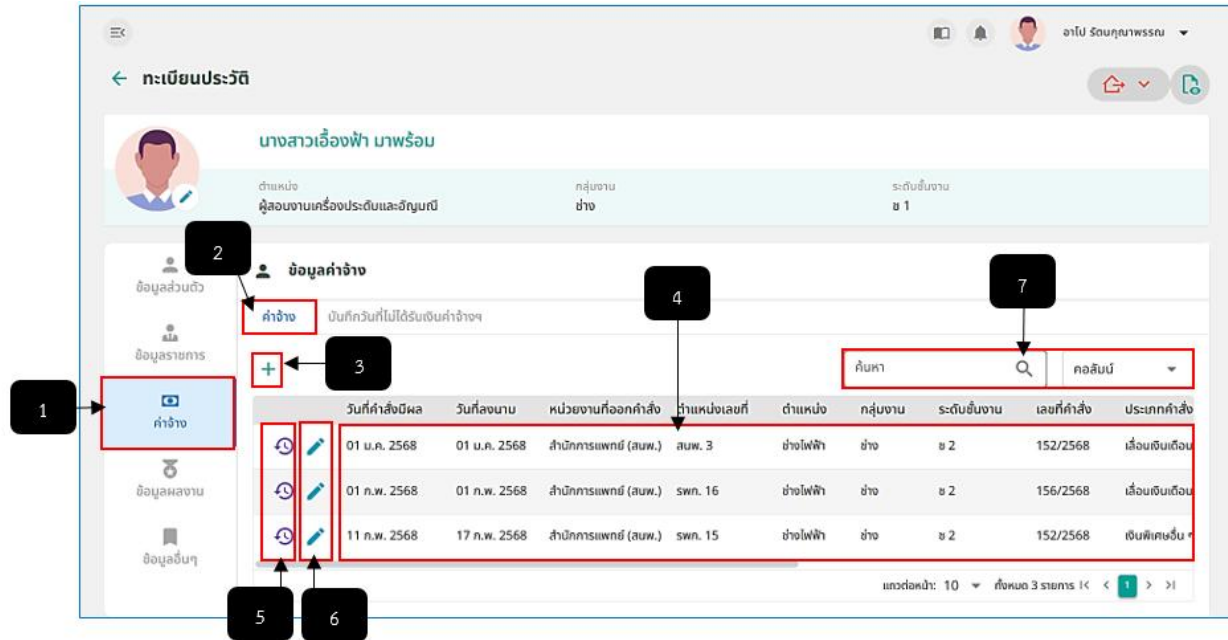 อาโป รัตนกุณาพรรณ
ทะเบียนประวัติ
นางสาวเอื้องฟ้า มาพร้อม
ตำแหน่ง กลุ่มงาน ระดับชั้นงาน
ผู้สอนงานเครื่องประดับและอัญมณี ช่าง ช 1
2
ข้อมูลส่วนตัว
ข้อมูลค่าจ้าง
4
7
ค่าจ้าง บันทึกวันที่ไม่ได้รับเงินค่าจ้างฯ
ข้อมูลราชการ
3
ค้นหา คอลัมน์
1
ค่าจ้าง
วันที่คำสั่งมีผล วันที่ลงนาม หน่วยงานที่ออกคำสั่ง ตำแหน่งเลขที่ ตำแหน่ง กลุ่มงาน ระดับชั้นงาน เลขที่คำสั่ง ประเภทคำสั่ง
01 ม.ค. 2568 01 ม.ค. 2568 สำนักการแพทย์ (สนพ.) สนพ. 3 ช่างไฟฟ้า ช่าง ช 2 152/2568 เลื่อนเงินเดือน
ข้อมูลผลงาน
01 ก.พ. 2568 01 ก.พ. 2568 สำนักการแพทย์ (สนพ.) รพก. 16 ช่างไฟฟ้า ช่าง ช 2 156/2568 เลื่อนเงินเดือน
11 ก.พ. 2568 17 ก.พ. 2568 สำนักการแพทย์ (สนพ.) รพก. 15 ช่างไฟฟ้า ช่าง ช 2 152/2568 เงินพิเศษอื่น ๆ
ข้อมูลอื่นๆ
แถวต่อหน้า: 10 ทั้งหมด 3 รายการ 1
5
6